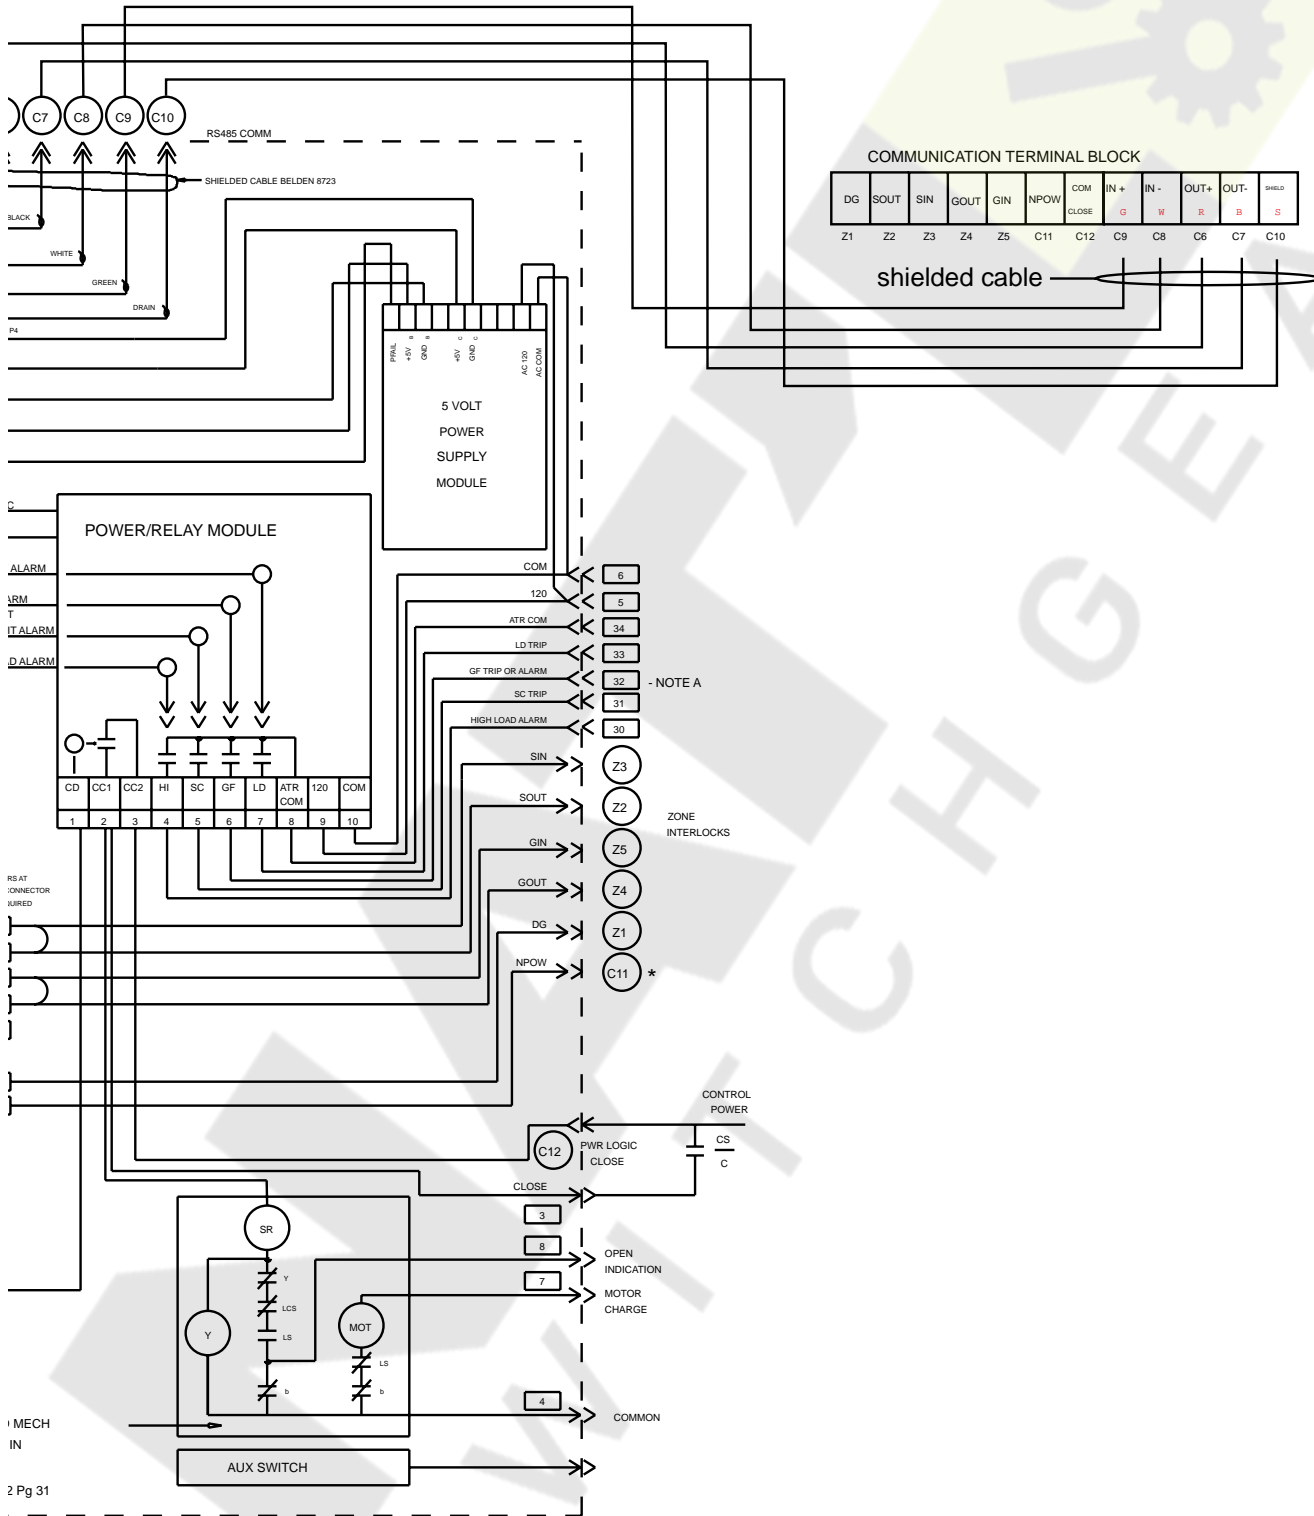 C7
C8
C9
C10
RS485 COMM
SHIELDED CABLE BELDEN 8723
BLACK
WHITE
GREEN
DRAIN
P4
COMMUNICATION TERMINAL BLOCK
DG SOUT SIN GOUT GIN NPOW COM CLOSE IN + IN - OUT+ OUT- SHIELD
G W R B S
Z1 Z2 Z3 Z4 Z5 C11 C12 C9 C8 C6 C7 C10
shielded cable
PFAIL
+5V B
GND B
+5V C
GND C
AC 120
AC COM
5 VOLT
POWER
SUPPLY
MODULE
C
POWER/RELAY MODULE
ALARM
ARM
T
IT ALARM
D ALARM
COM 6
120 5
ATR COM 34
LD TRIP 33
GF TRIP OR ALARM 32 - NOTE A
SC TRIP 31
HIGH LOAD ALARM 30
CD CC1 CC2 HI SC GF LD ATR COM 120 COM
1 2 3 4 5 6 7 8 9 10
SIN Z3
SOUT Z2
ZONE
INTERLOCKS
GIN Z5
GOUT Z4
DG Z1
NPOW C11 *
RS AT
CONNECTOR
QUIRED
CONTROL
POWER
C12
PWR LOGIC
CLOSE
CS
C
CLOSE
3
8
OPEN
INDICATION
7
MOTOR
CHARGE
SR
Y
LCS
LS
b
Y
MOT
LS
b
4
COMMON
MECH
IN
AUX SWITCH
2 Pg 31
WITCHGEA